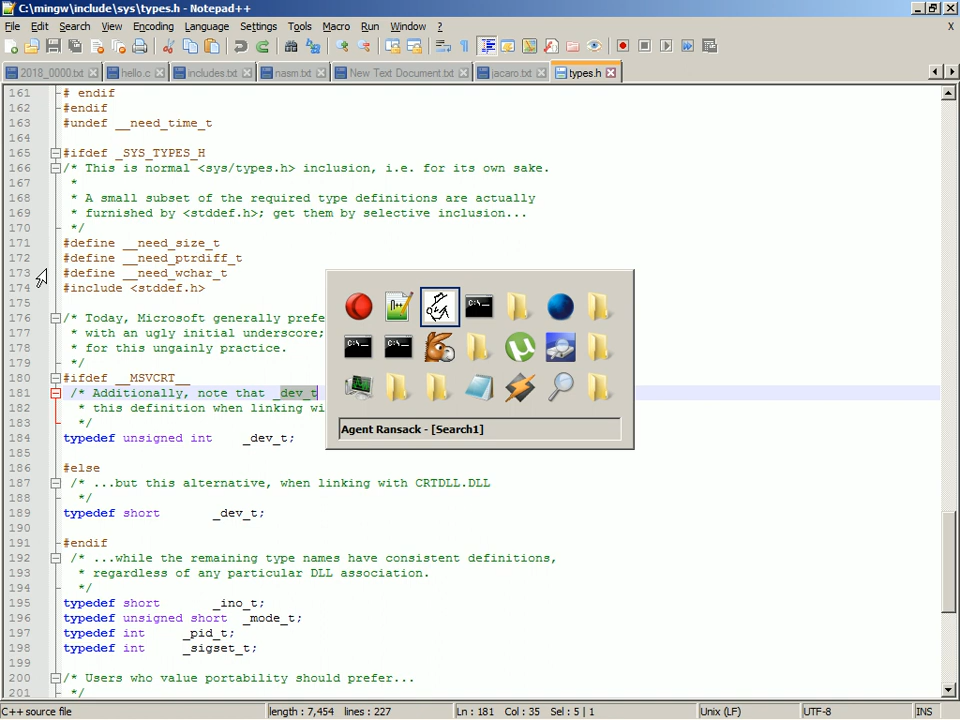 C:\mingw\include\sys\types.h - Notepad++
File Edit Search View Encoding Language Settings Tools Macro Run Window ? X
2018_0000.txt hello.c includes.txt nasm.txt New Text Document.txt jacaro.txt types.h
161 # endif
162 #endif
163 #undef __need_time_t
164
165 #ifdef _SYS_TYPES_H
166 /* This is normal <sys/types.h> inclusion, i.e. for its own sake.
167 *
168 * A small subset of the required type definitions are actually
169 * furnished by <stddef.h>; get them by selective inclusion...
170 */
171 #define __need_size_t
172 #define __need_ptrdiff_t
173 #define __need_wchar_t
174 #include <stddef.h>
175
176 /* Today, Microsoft generally prefe
177 * with an ugly initial underscore;
178 * for this ungainly practice.
179 */
180 #ifdef __MSVCRT__
181 /* Additionally, note that _dev_t
182 * this definition when linking wi
183 */
184 typedef unsigned int _dev_t;
185
186 #else
187 /* ...but this alternative, when linking with CRTDLL.DLL
188 */
189 typedef short _dev_t;
190
191 #endif
192 /* ...while the remaining type names have consistent definitions,
193 * regardless of any particular DLL association.
194 */
195 typedef short _ino_t;
196 typedef unsigned short _mode_t;
197 typedef int _pid_t;
198 typedef int _sigset_t;
199
200 /* Users who value portability should prefer...
201 */
C:\_
Agent Ransack - [Search1]
C++ source file length : 7,454 lines : 227 Ln : 181 Col : 35 Sel : 5 | 1 Unix (LF) UTF-8 INS